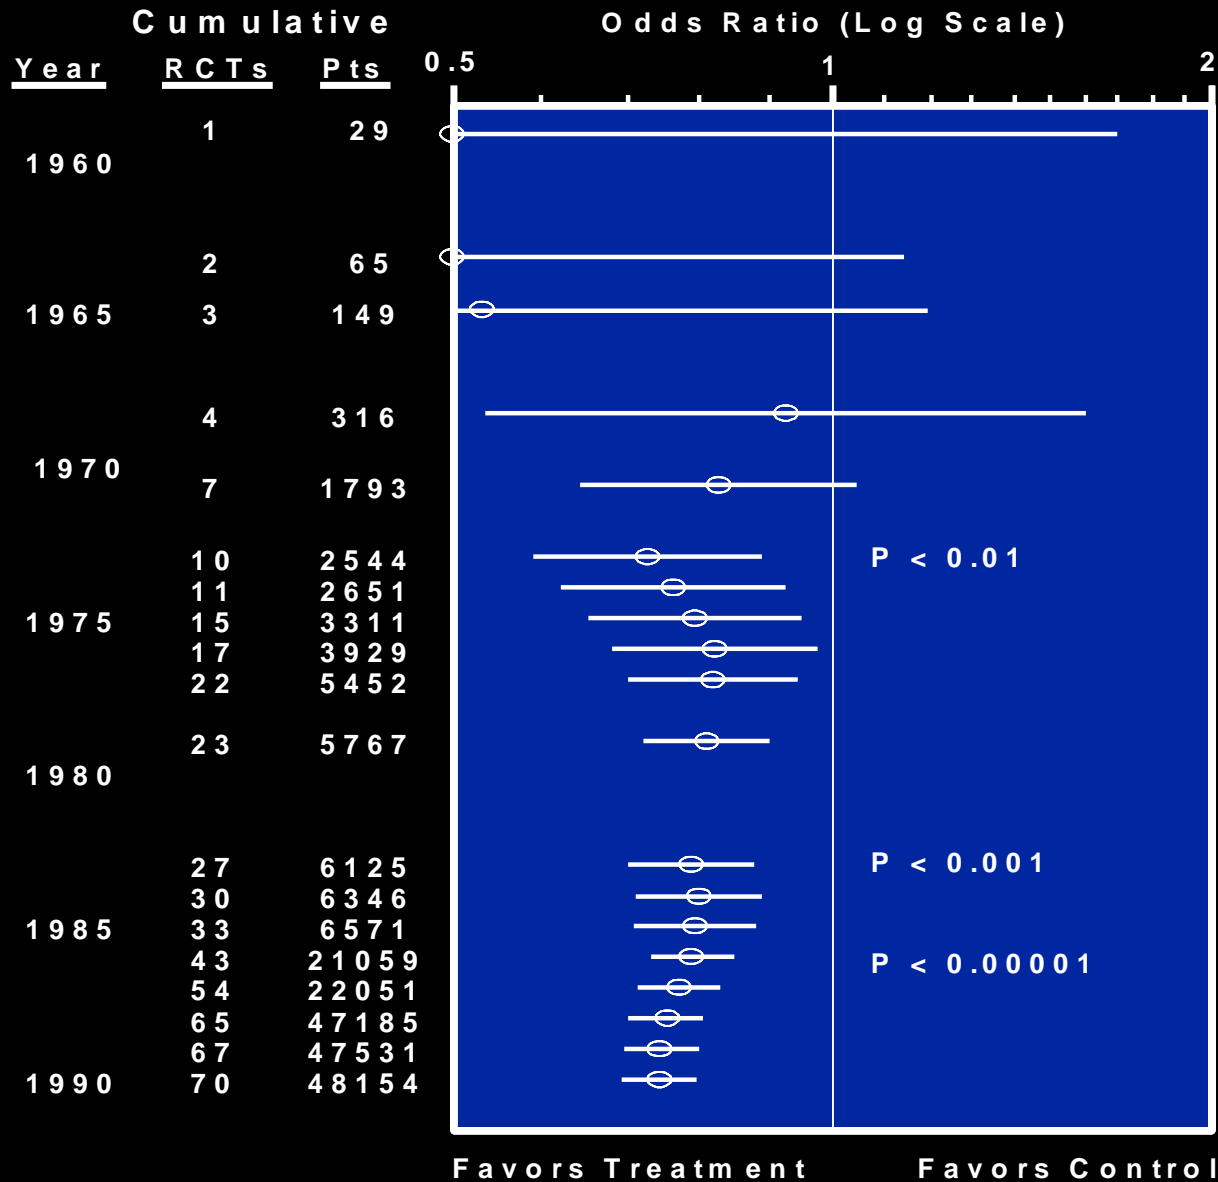 Cumulative Odds Ratio (Log Scale)
Year RCTs Pts 0.5 1 2
1 29
1960
2 65
1965 3 149
4 316
1970
7 1793
10 2544 P < 0.01
11 2651
1975 15 3311
17 3929
22 5452
23 5767
1980
27 6125 P < 0.001
30 6346
1985 33 6571
43 21059 P < 0.00001
54 22051
65 47185
67 47531
1990 70 48154
Favors Treatment Favors Control